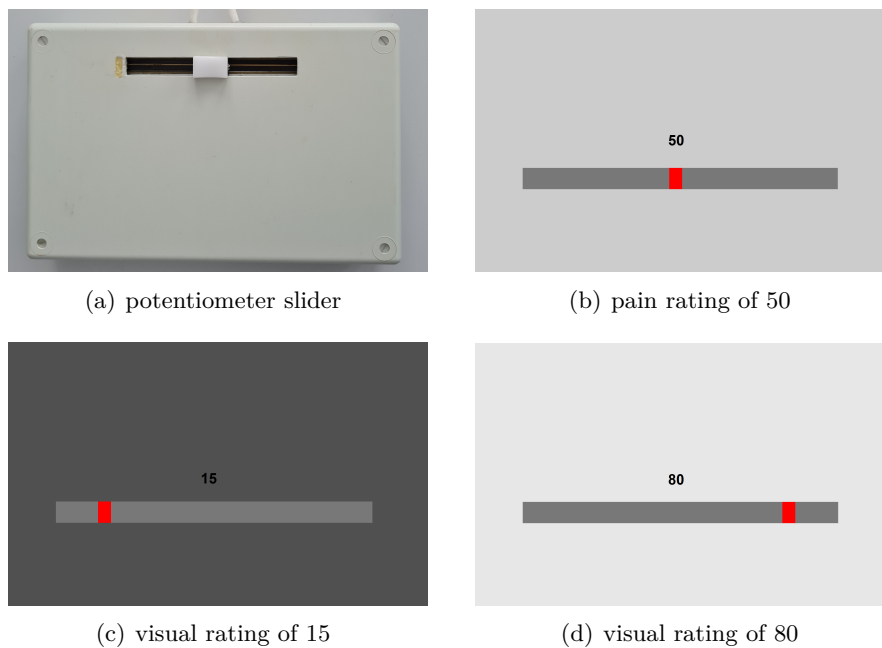 50
(a) potentiometer slider
(b) pain rating of 50
15
80
(c) visual rating of 15
(d) visual rating of 80